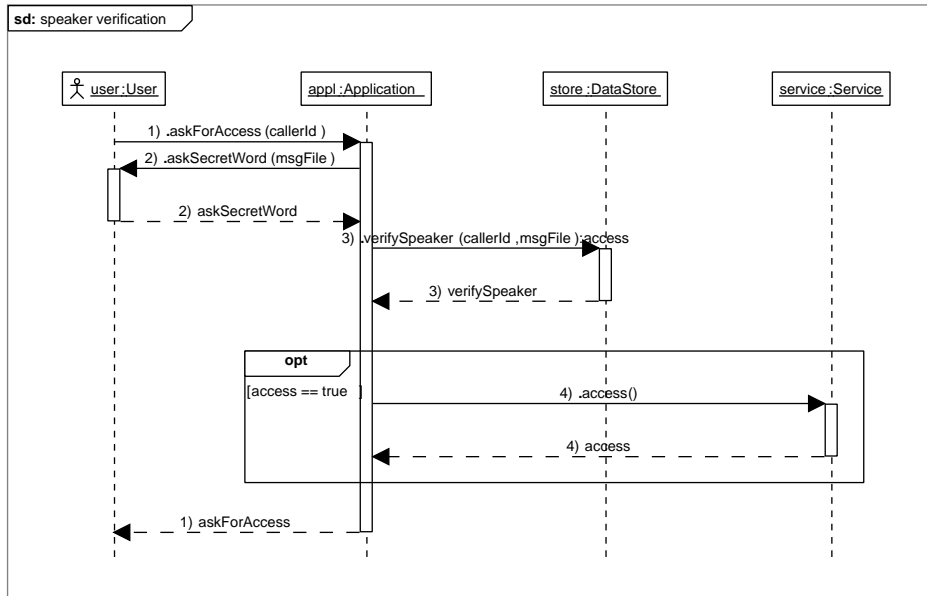 sd: speaker verification
user :User
appl :Application
store :DataStore
service :Service
1) .askForAccess (callerId )
2) .askSecretWord (msgFile )
2) askSecretWord
3) .verifySpeaker (callerId ,msgFile ):access
3) verifySpeaker
opt
[access == true ]
4) .access()
4) access
1) askForAccess